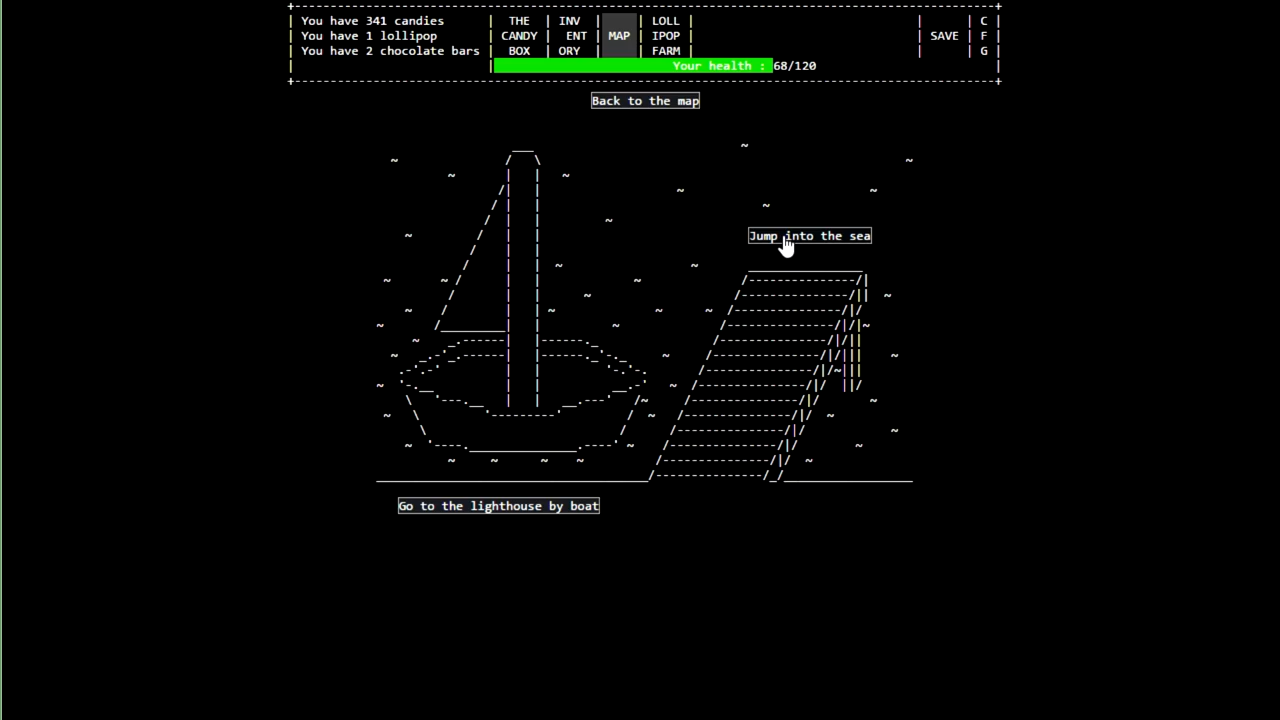 You have 341 candies THE INV LOLL C
You have 1 lollipop CANDY ENT MAP IPOP SAVE F
You have 2 chocolate bars BOX ORY FARM G
Your health : 68/120
Back to the map
Jump into the sea
Go to the lighthouse by boat